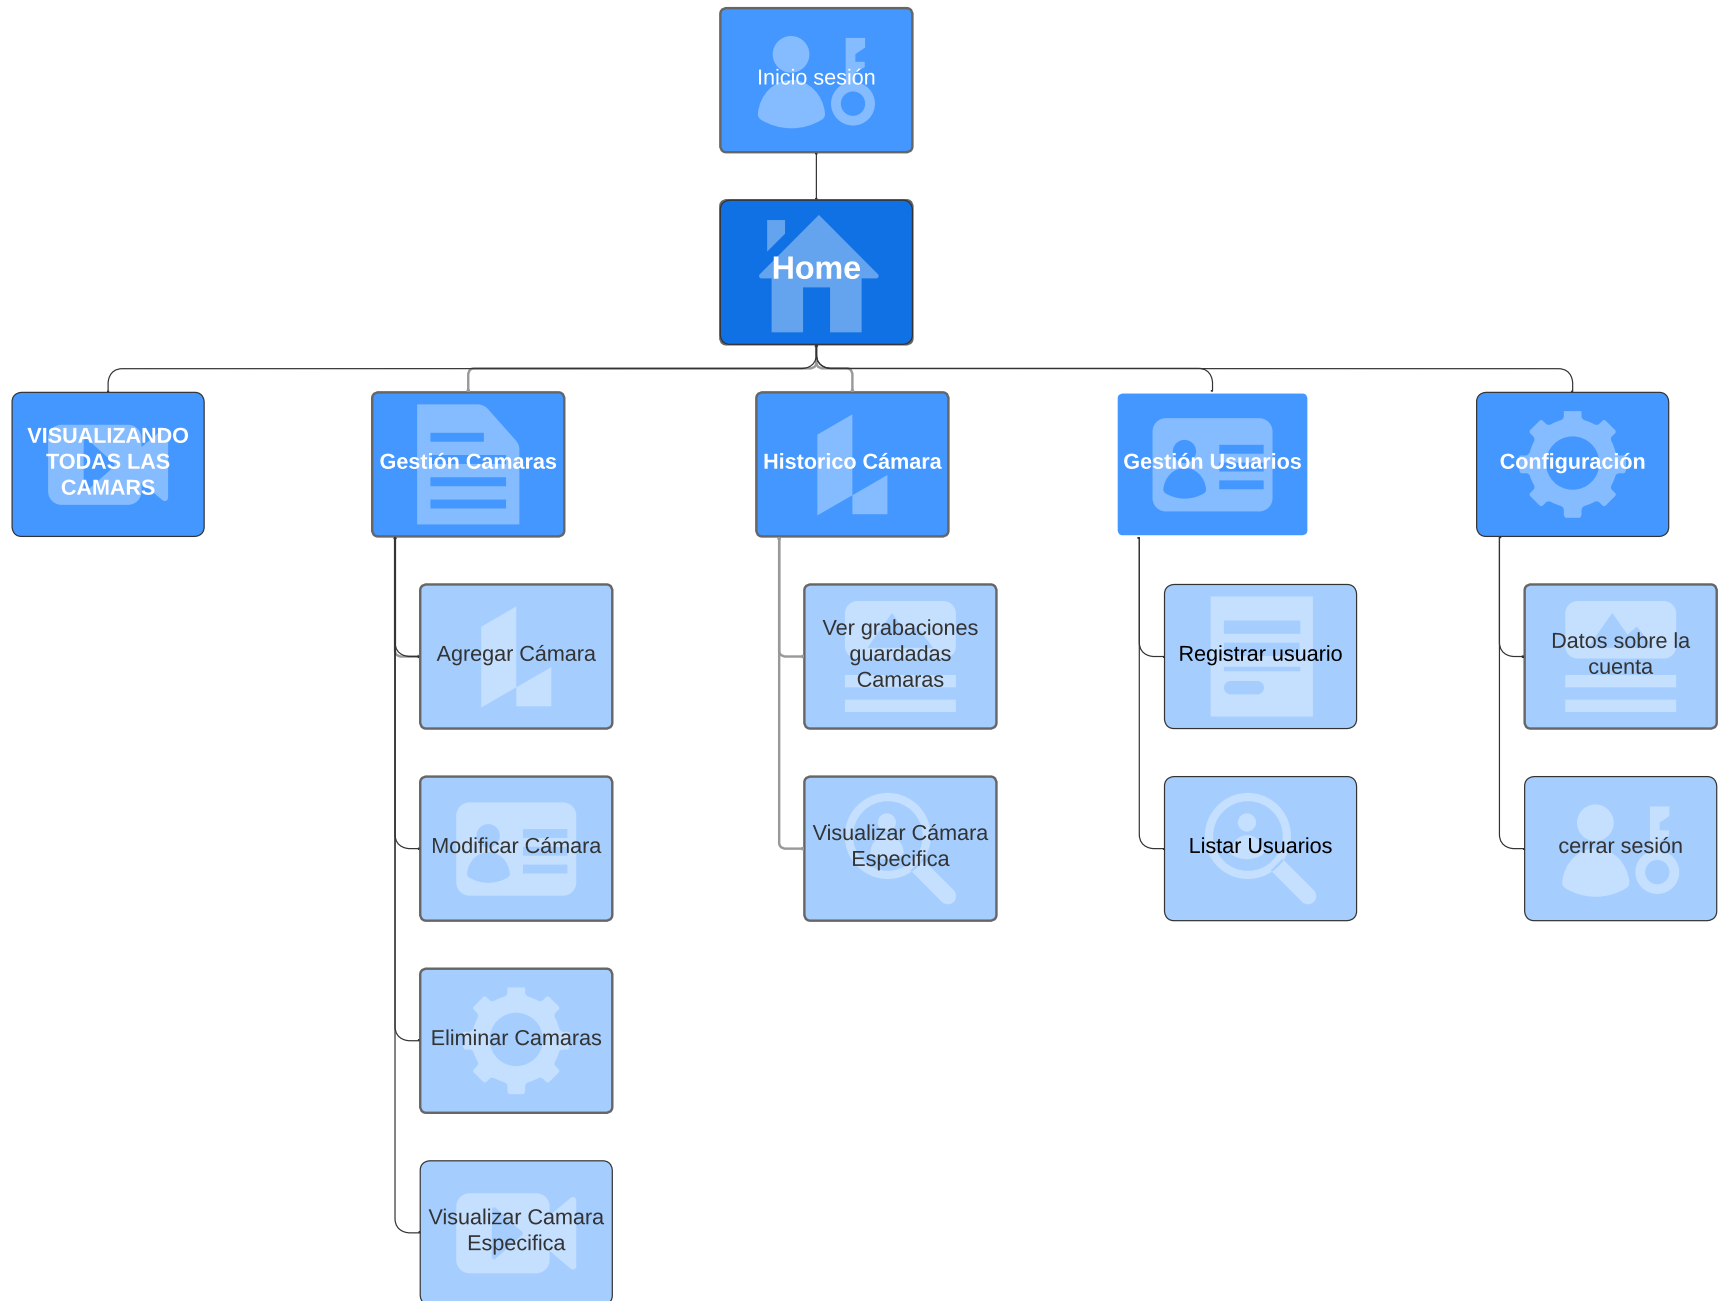 Inicio sesión
Home
VISUALIZANDO
TODAS LAS
CAMARS
Gestión Camaras
Historico Cámara
Gestión Usuarios
Configuración
Agregar Cámara
Ver grabaciones
guardadas
Camaras
Registrar usuario
Datos sobre la
cuenta
Modificar Cámara
Visualizar Cámara
Especifica
Listar Usuarios
cerrar sesión
Eliminar Camaras
Visualizar Camara
Especifica